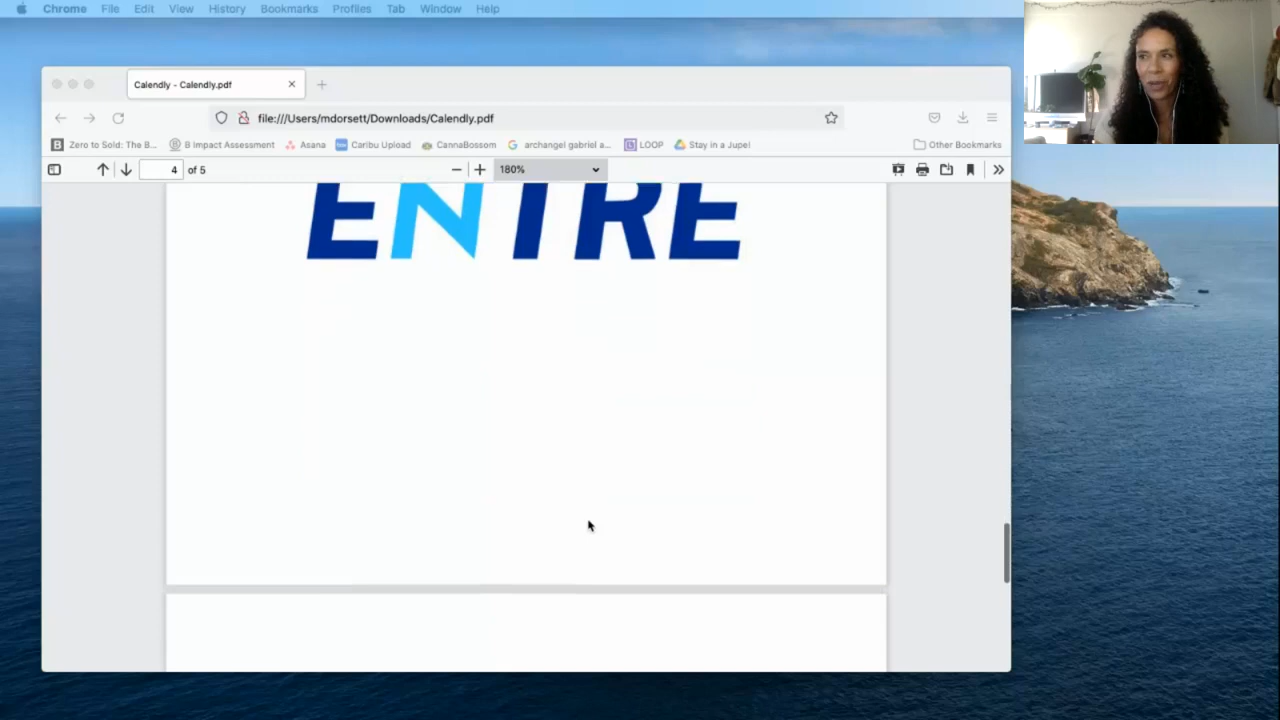 Chrome File Edit View History Bookmarks Profiles Tab Window Help
Calendly - Calendly.pdf
file:///Users/mdorsett/Downloads/Calendly.pdf
Zero to Sold: The B... B Impact Assessment Asana Caribu Upload CannaBossom archangel gabriel a... LOOP Stay in a Jupe! Other Bookmarks
4 of 5 180%
ENTRE